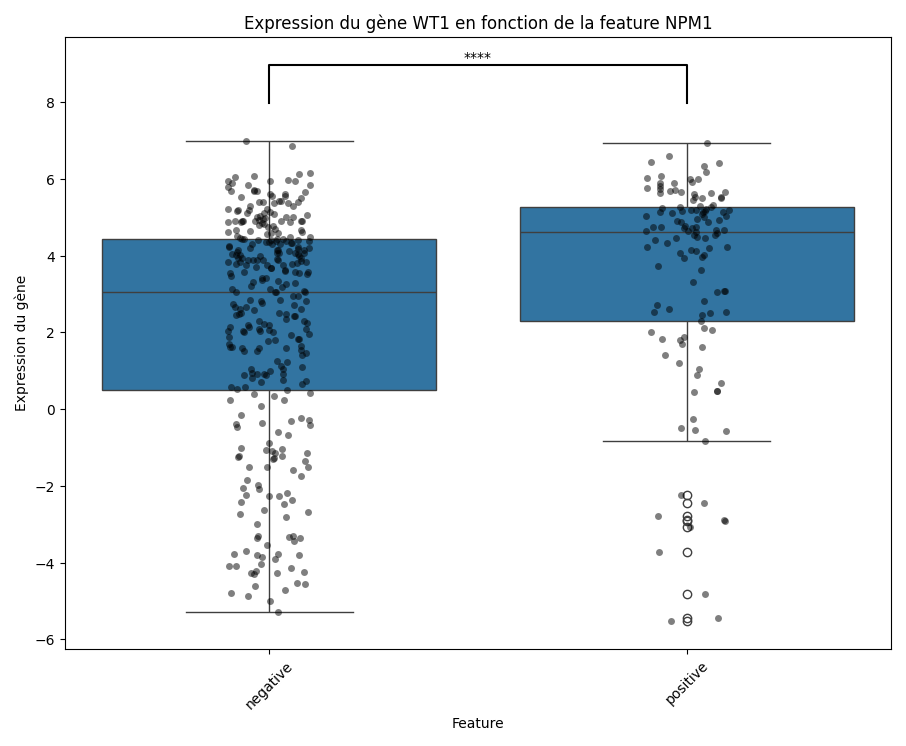 Expression du gène WT1 en fonction de la feature NPM1
****
8
6
4
2
0
−2
−4
−6
Expression du gène
negative
positive
Feature